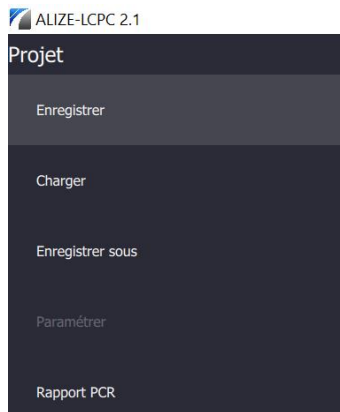 ALIZE-LCPC 2.1
Projet
Enregistrer
Charger
Enregistrer sous
Paramétrer
Rapport PCR